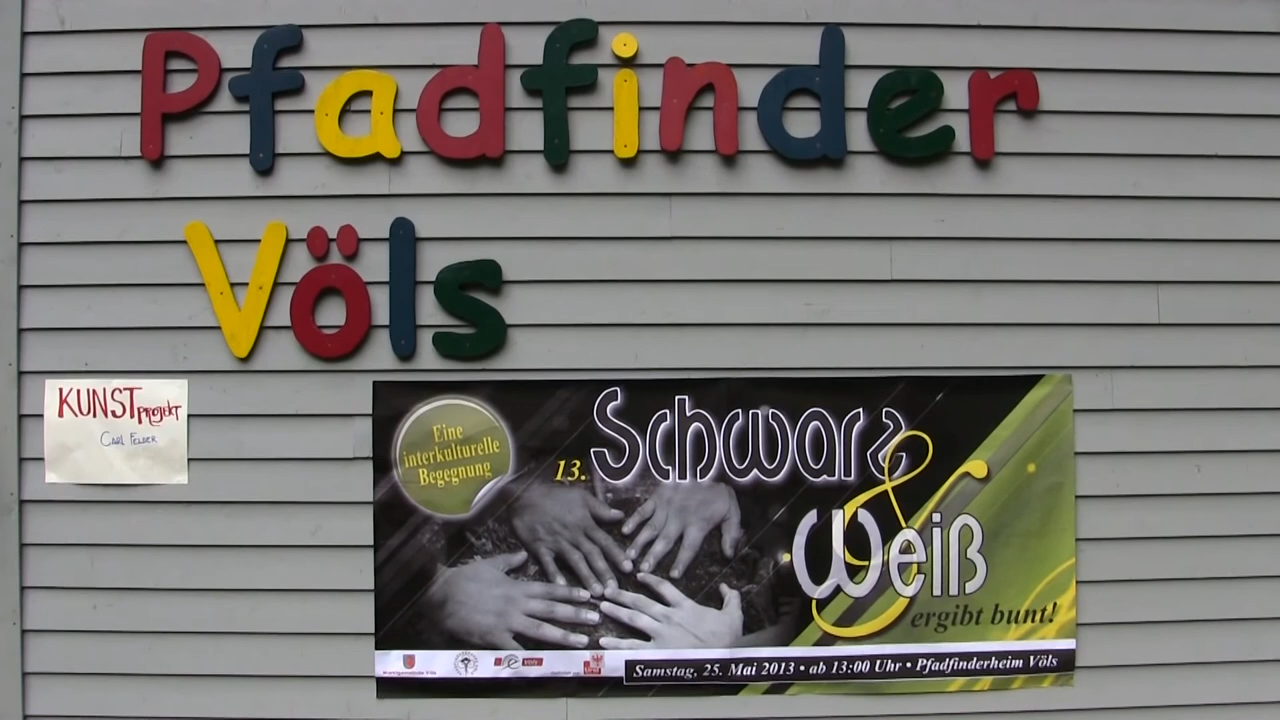 Pfadfinder
Völs
KUNSTPROJEKT
CARL FELDER
Eine
interkulturelle
Begegnung
13. Schwarz
& Weiß
ergibt bunt!
Samstag, 25. Mai 2013 • ab 13:00 Uhr • Pfadfinderheim Völs